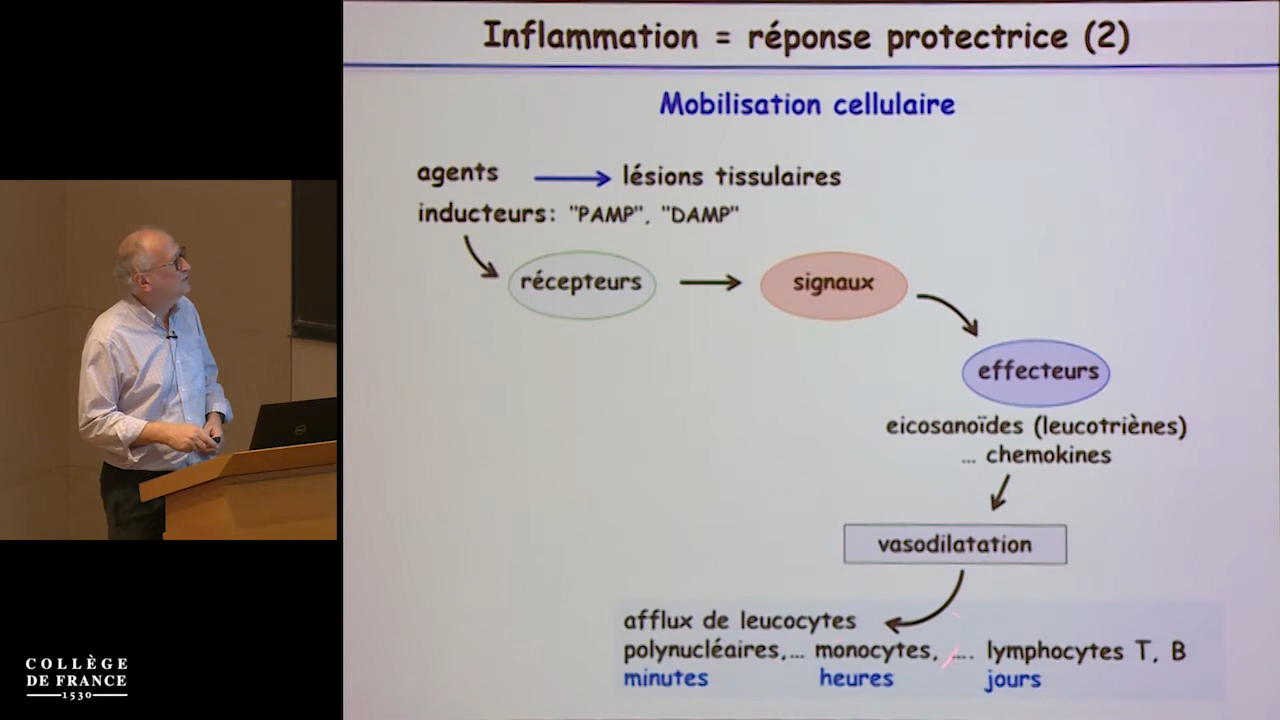 Inflammation = réponse protectrice (2)
Mobilisation cellulaire
agents
lésions tissulaires
inducteurs: "PAMP", "DAMP"
récepteurs
signaux
effecteurs
eicosanoïdes (leucotriènes)
... chemokines
vasodilatation
afflux de leucocytes
polynucléaires,... monocytes, .... lymphocytes T, B
minutes heures jours
COLLÈGE
DE FRANCE
1530